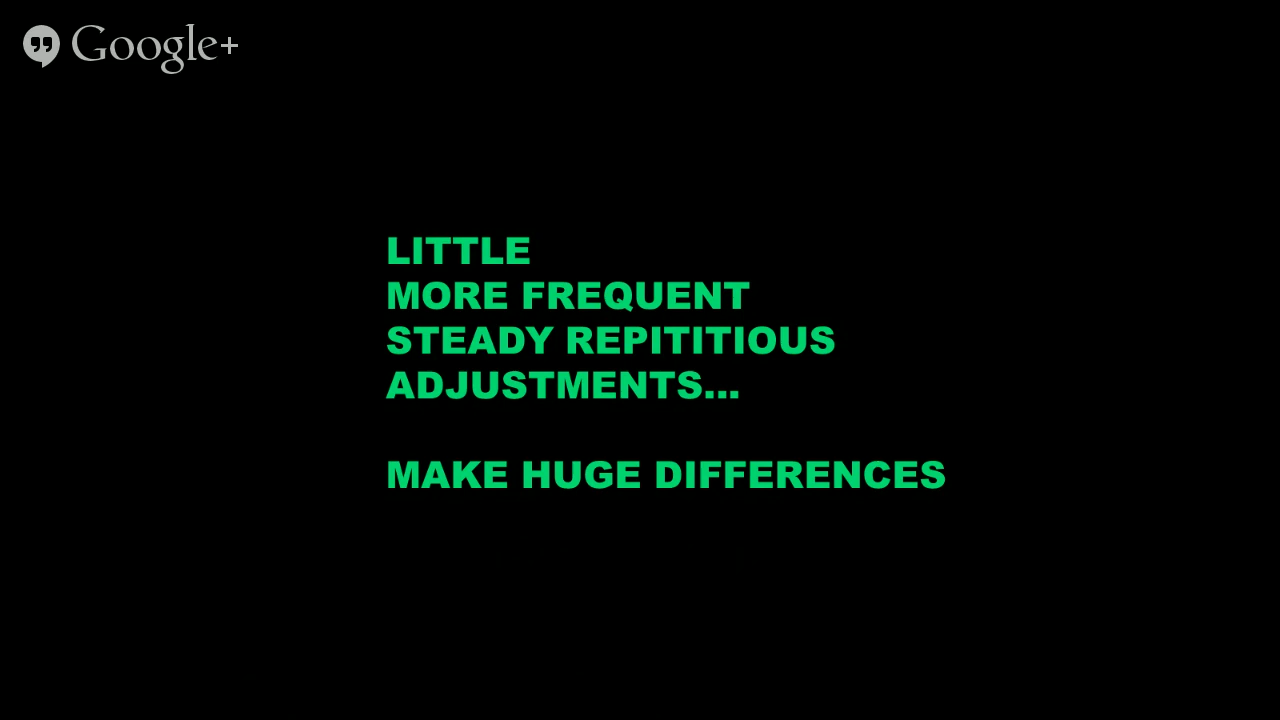 Google+
LITTLE
MORE FREQUENT
STEADY REPITITIOUS
ADJUSTMENTS...
MAKE HUGE DIFFERENCES